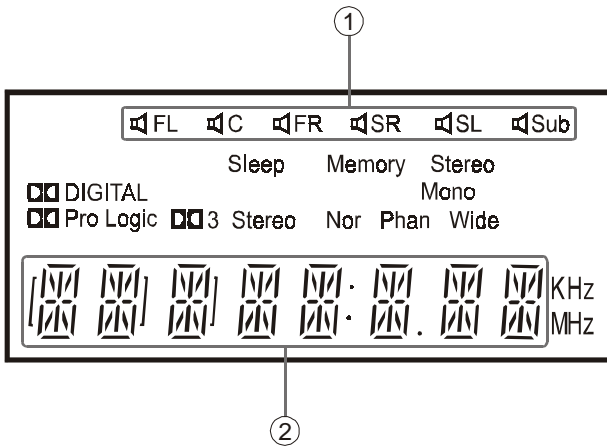 1
FL C FR SR SL Sub
Sleep Memory Stereo
DIGITAL Mono
Pro Logic 3 Stereo Nor Phan Wide
KHz
MHz
2